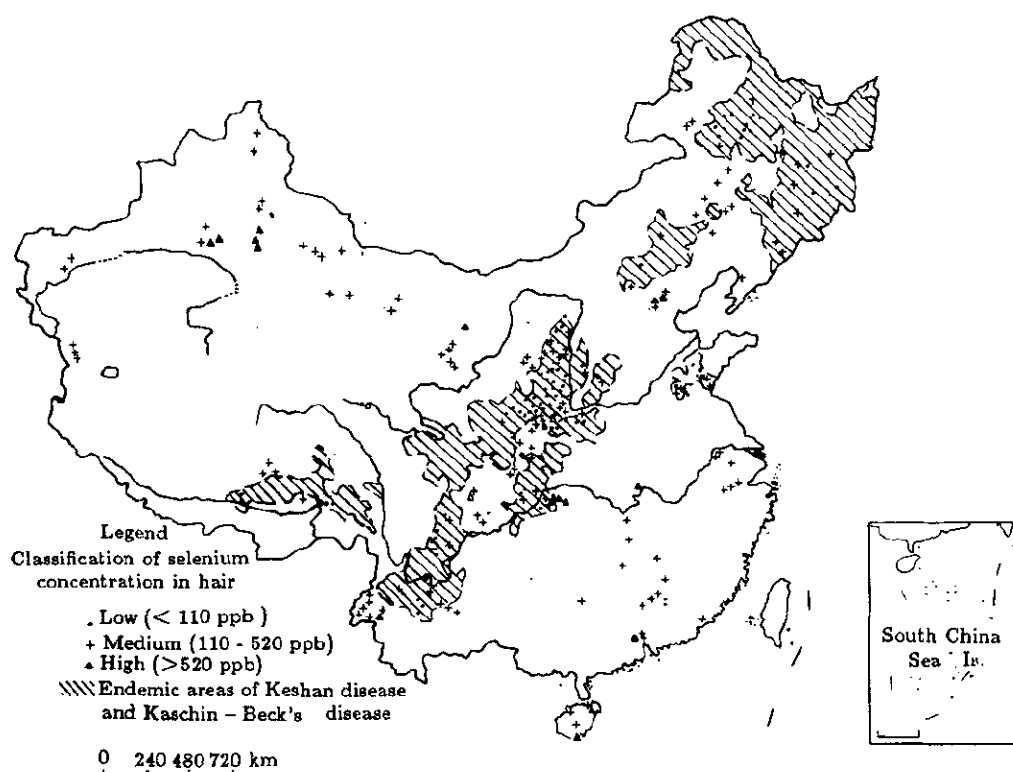 Legend
Classification of selenium
concentration in hair
. Low (< 110 ppb)
+ Medium (110 - 520 ppb)
▲ High (>520 ppb)
Endemic areas of Keshan disease
and Kaschin - Beck's disease
0 240 480 720 km
South China
Sea Is.